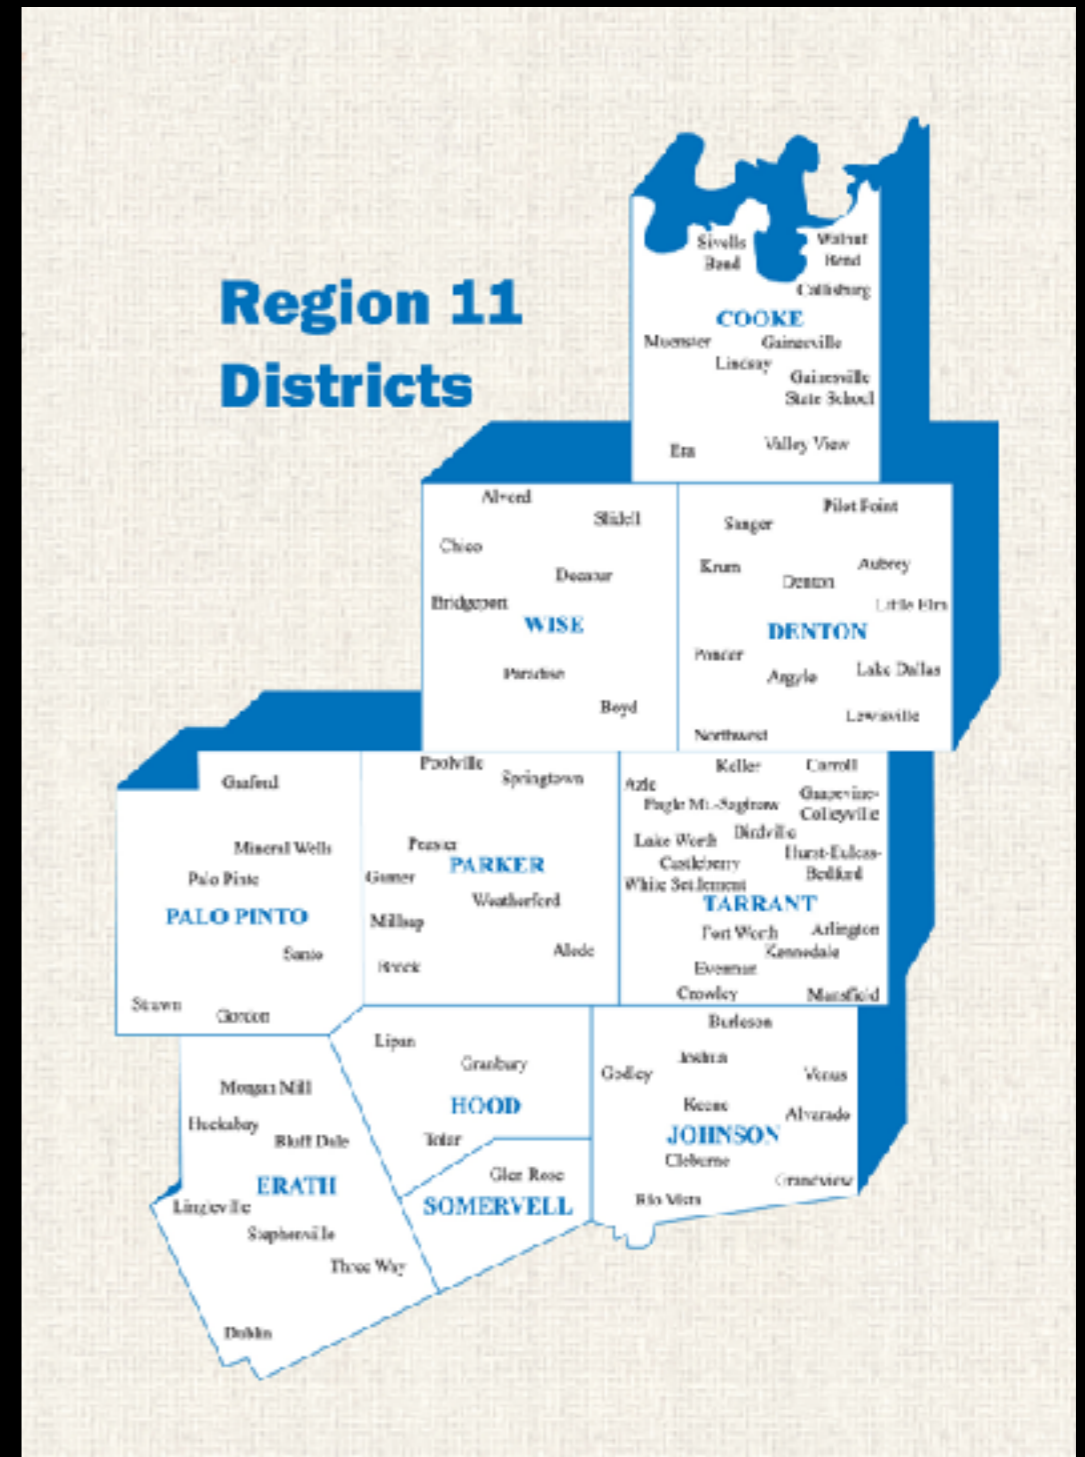 Region 11
Districts
Sivells
Bend
Walnut
Bend
Callisburg
COOKE
Muenster
Gainesville
Lindsay
Gainesville
State School
Era
Valley View
Alvord
Slidell
Chico
Decatur
Bridgeport
WISE
Paradise
Boyd
Pilot Point
Sanger
Krum
Aubrey
Denton
Little Elm
DENTON
Ponder
Argyle
Lake Dallas
Lewisville
Northwest
Graford
Mineral Wells
Palo Pinto
PALO PINTO
Santo
Strawn
Gordon
Poolville
Springtown
Peaster
PARKER
Garner
Weatherford
Millsap
Aledo
Brock
Keller
Carroll
Azle
Eagle Mt.-Saginaw
Grapevine-
Colleyville
Birdville
Lake Worth
Hurst-Euless-
Bedford
Castleberry
White Settlement
TARRANT
Fort Worth
Arlington
Kennedale
Everman
Crowley
Mansfield
Lipan
Granbury
HOOD
Tolar
Glen Rose
SOMERVELL
Burleson
Joshua
Godley
Venus
Keene
Alvarado
JOHNSON
Cleburne
Grandview
Rio Vista
Morgan Mill
Huckabay
Bluff Dale
ERATH
Lingleville
Stephenville
Three Way
Dublin